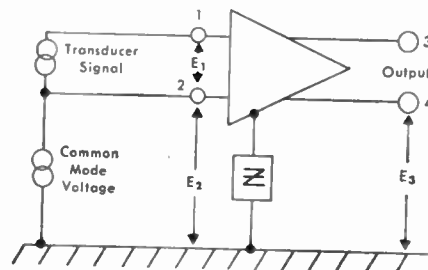 1
3
Transducer
Signal
E1
2
Output
4
Common
Mode
Voltage
E2
E3